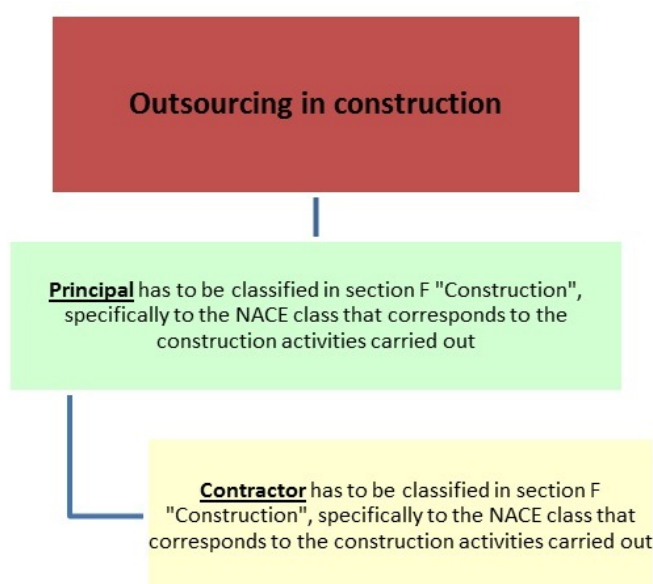 Outsourcing in construction
Principal has to be classified in section F "Construction",
specifically to the NACE class that corresponds to the
construction activities carried out
Contractor has to be classified in section F
"Construction", specifically to the NACE class that
corresponds to the construction activities carried out